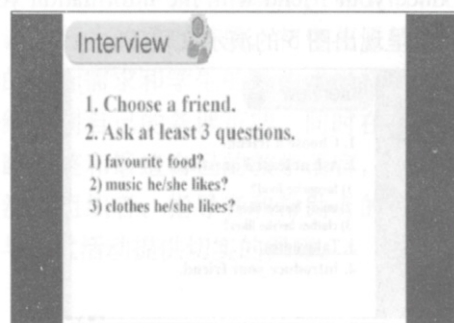 Interview
1. Choose a friend.
2. Ask at least 3 questions.
1) favourite food?
2) music he/she likes?
3) clothes he/she likes?